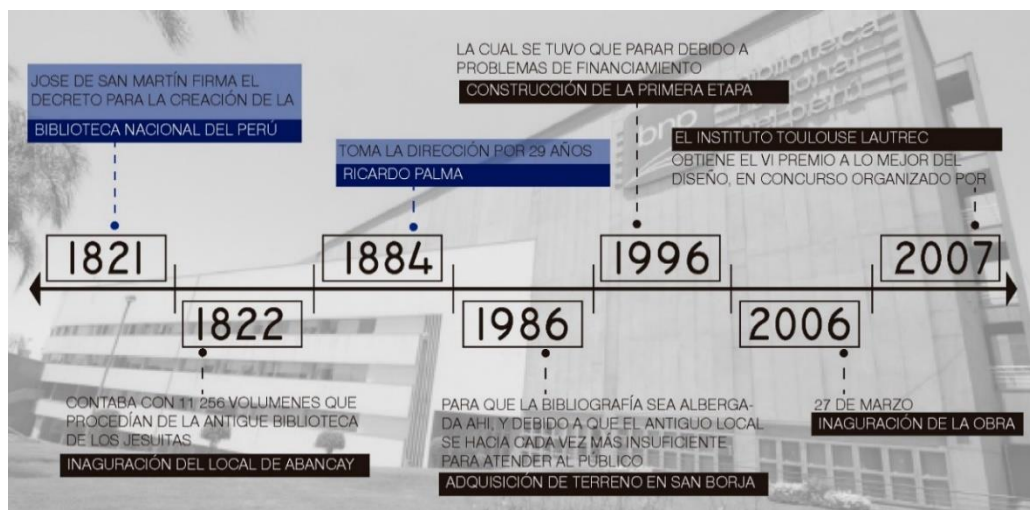 LA CUAL SE TUVO QUE PARAR DEBIDO A
PROBLEMAS DE FINANCIAMIENTO
CONSTRUCCIÓN DE LA PRIMERA ETAPA
JOSE DE SAN MARTÍN FIRMA EL
DECRETO PARA LA CREACIÓN DE LA
BIBLIOTECA NACIONAL DEL PERÚ
TOMA LA DIRECCIÓN POR 29 AÑOS
RICARDO PALMA
EL INSTITUTO TOULOUSE LAUTREC
OBTIENE EL VI PREMIO A LO MEJOR DEL
DISEÑO, EN CONCURSO ORGANIZADO POR
bnp
biblioteca
nacional
del perú
1821
1884
1996
2007
1822
1986
2006
CONTABA CON 11 256 VOLUMENES QUE
PROCEDÍAN DE LA ANTIGUE BIBLIOTECA
DE LOS JESUITAS
INAGURACIÓN DEL LOCAL DE ABANCAY
PARA QUE LA BIBLIOGRAFÍA SEA ALBERGA-
DA AHI, Y DEBIDO A QUE EL ANTIGUO LOCAL
SE HACIA CADA VEZ MÁS INSUFICIENTE
PARA ATENDER AL PÚBLICO
ADQUISICIÓN DE TERRENO EN SAN BORJA
27 DE MARZO
INAGURACIÓN DE LA OBRA